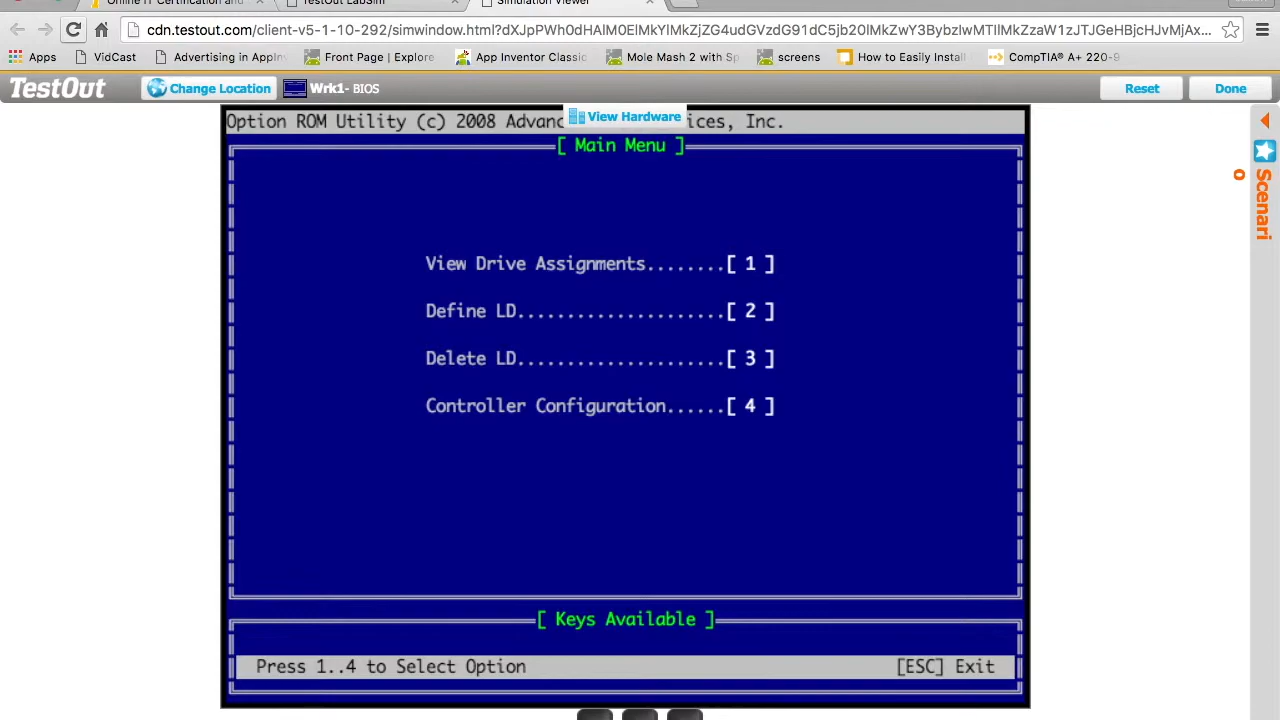 Online IT Certification and
TestOut LabSim
Simulation Viewer
cdn.testout.com/client-v5-1-10-292/simwindow.html?
Apps
VidCast
Advertising in AppInv
Front Page | Explore
App Inventor Classic
Mole Mash 2 with Sp
screens
How to Easily Install
CompTIA® A+ 220-9
TestOut
Change Location
Wrk1- BIOS
Reset
Done
Option ROM Utility (c) 2008 Advanc
View Hardware
ices, Inc.
[ Main Menu ]
View Drive Assignments........[ 1 ]
Define LD.....................[ 2 ]
Delete LD.....................[ 3 ]
Controller Configuration......[ 4 ]
[ Keys Available ]
Press 1..4 to Select Option
[ESC] Exit
Scenari
o